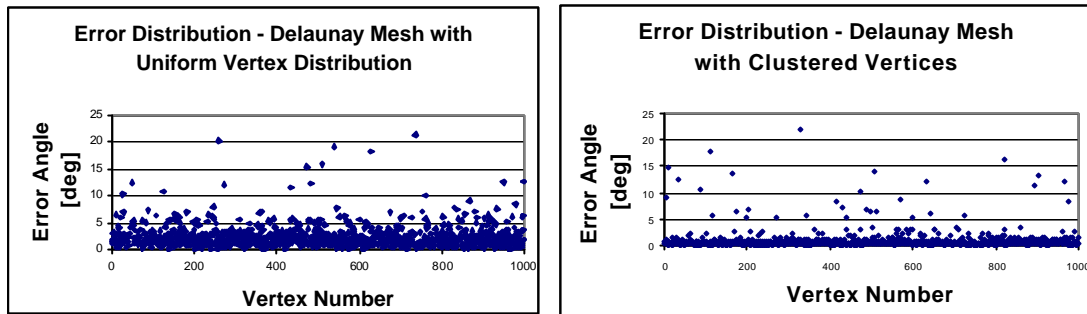 Error Distribution - Delaunay Mesh with
Uniform Vertex Distribution
Error Angle
[deg]
25
20
15
10
5
0
0
200
400
600
800
1000
Vertex Number
Error Distribution - Delaunay Mesh
with Clustered Vertices
Error Angle
[deg]
25
20
15
10
5
0
0
200
400
600
800
1000
Vertex Number